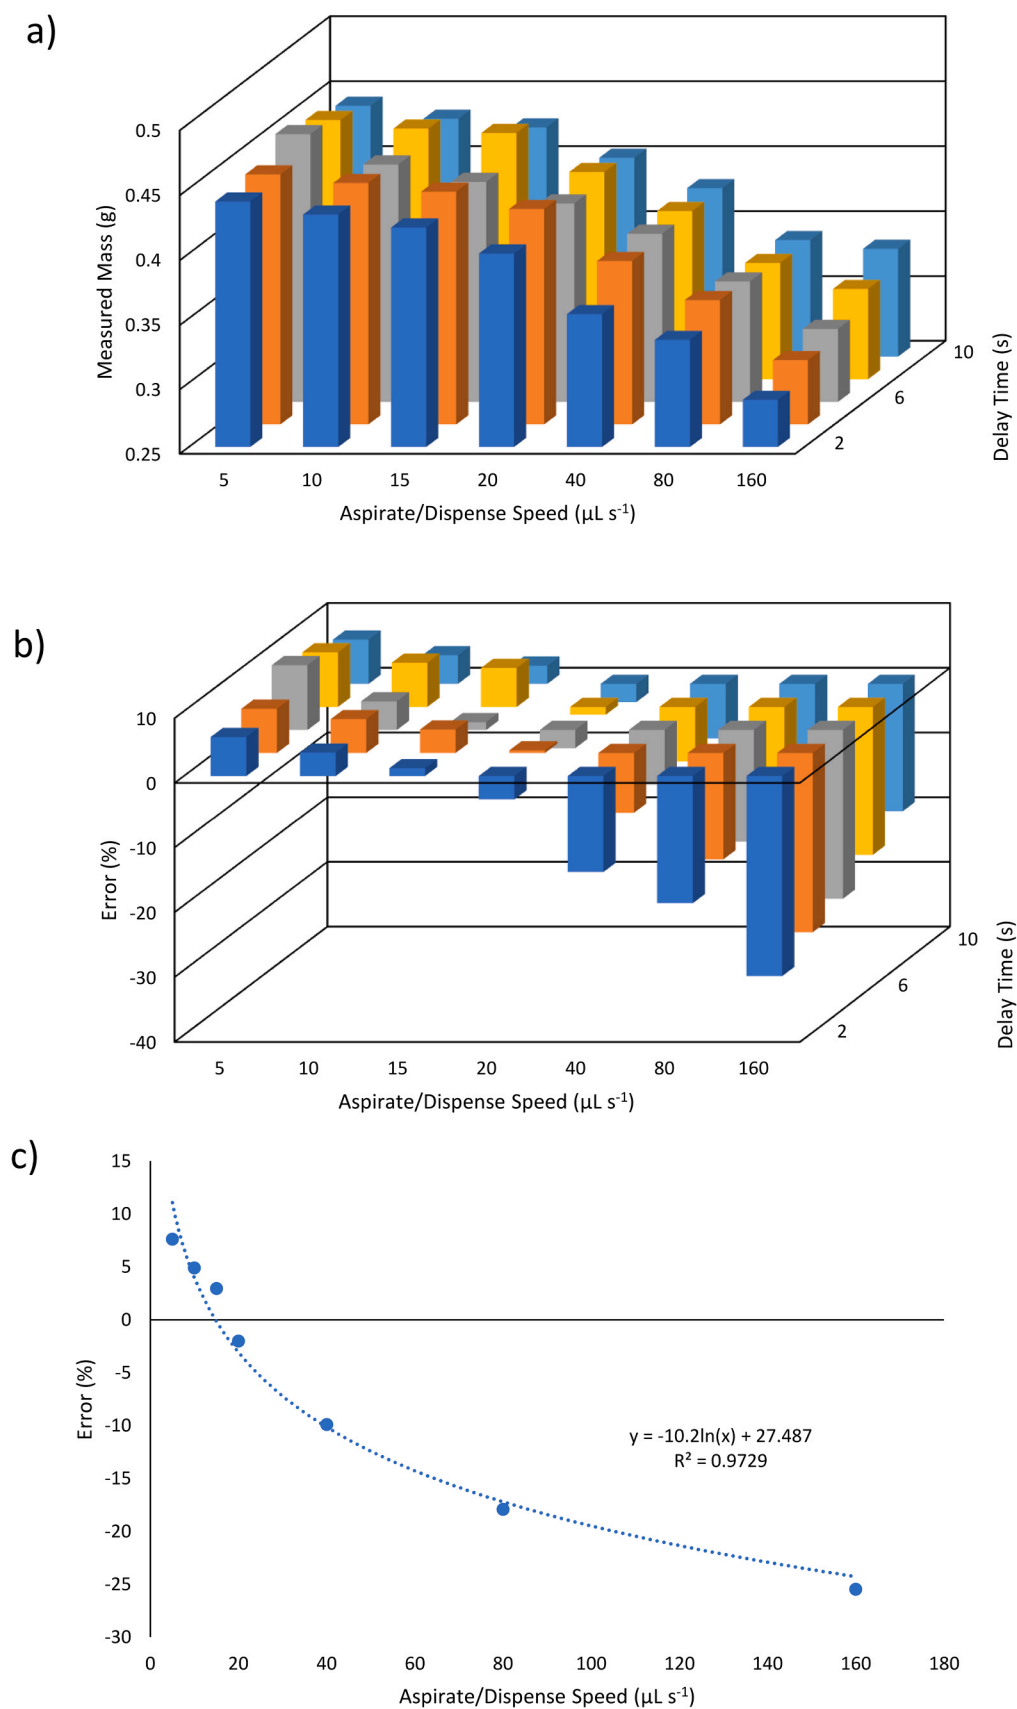 a)
0.5
0.45
0.4
0.35
0.3
0.25
Measured Mass (g)
5 10 15 20 40 80 160
Aspirate/Dispense Speed (µL s⁻¹)
2
6
10
Delay Time (s)
b)
10
0
-10
-20
-30
-40
Error (%)
5 10 15 20 40 80 160
Aspirate/Dispense Speed (µL s⁻¹)
2
6
10
Delay Time (s)
c)
15
10
5
0
-5
-10
-15
-20
-25
-30
Error (%)
y = -10.2ln(x) + 27.487
R² = 0.9729
0 20 40 60 80 100 120 140 160 180
Aspirate/Dispense Speed (µL s⁻¹)